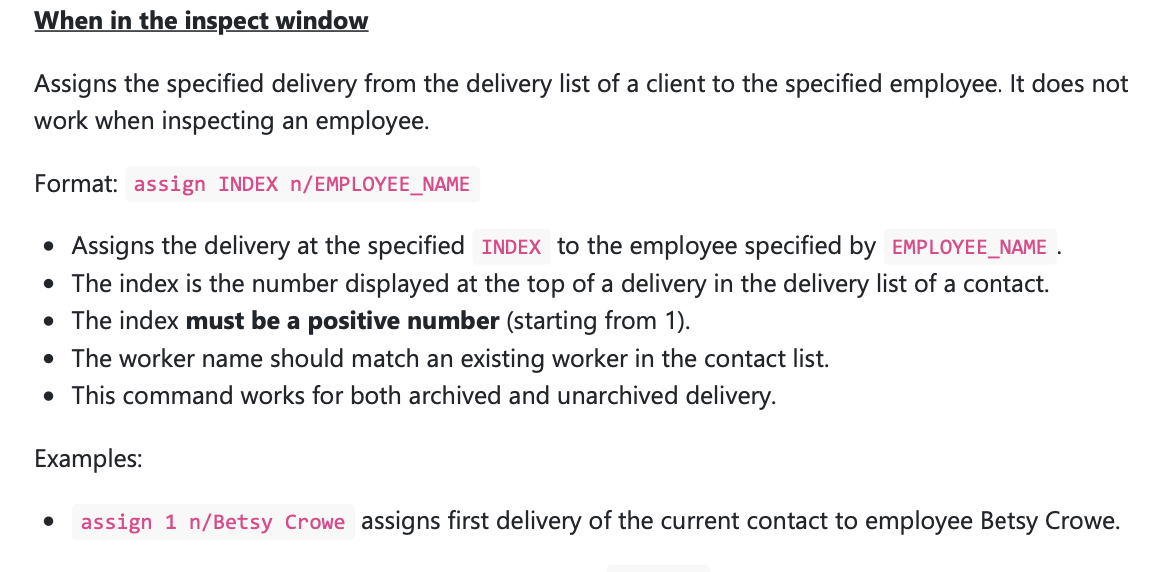 When in the inspect window
Assigns the specified delivery from the delivery list of a client to the specified employee. It does not
work when inspecting an employee.
Format: assign INDEX n/EMPLOYEE_NAME
• Assigns the delivery at the specified INDEX to the employee specified by EMPLOYEE_NAME.
• The index is the number displayed at the top of a delivery in the delivery list of a contact.
• The index must be a positive number (starting from 1).
• The worker name should match an existing worker in the contact list.
• This command works for both archived and unarchived delivery.
Examples:
• assign 1 n/Betsy Crowe assigns first delivery of the current contact to employee Betsy Crowe.